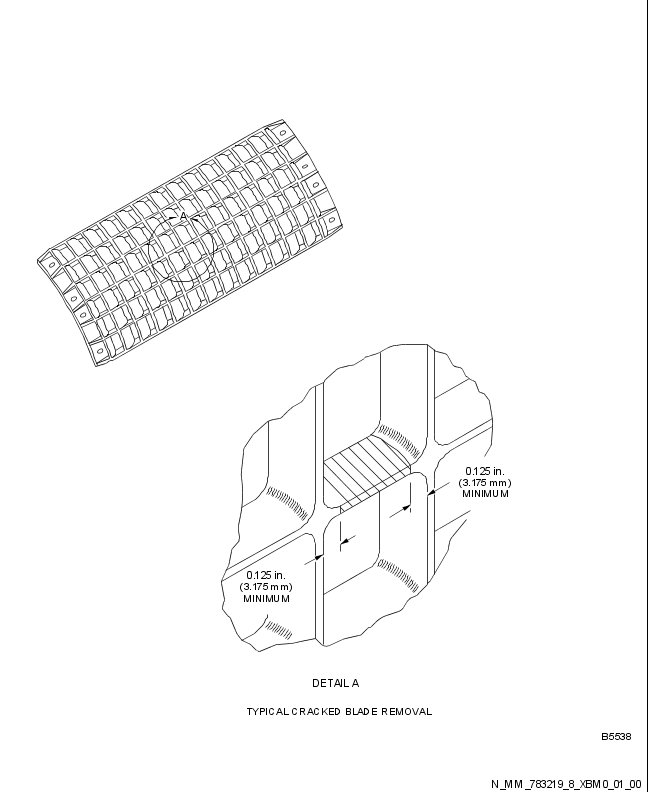 A
0.125 in.
(3.175 mm)
MINIMUM
0.125 in.
(3.175 mm)
MINIMUM
DETAIL A
TYPICAL CRACKED BLADE REMOVAL
B5538
N_MM_783219_8_XBM0_01_00